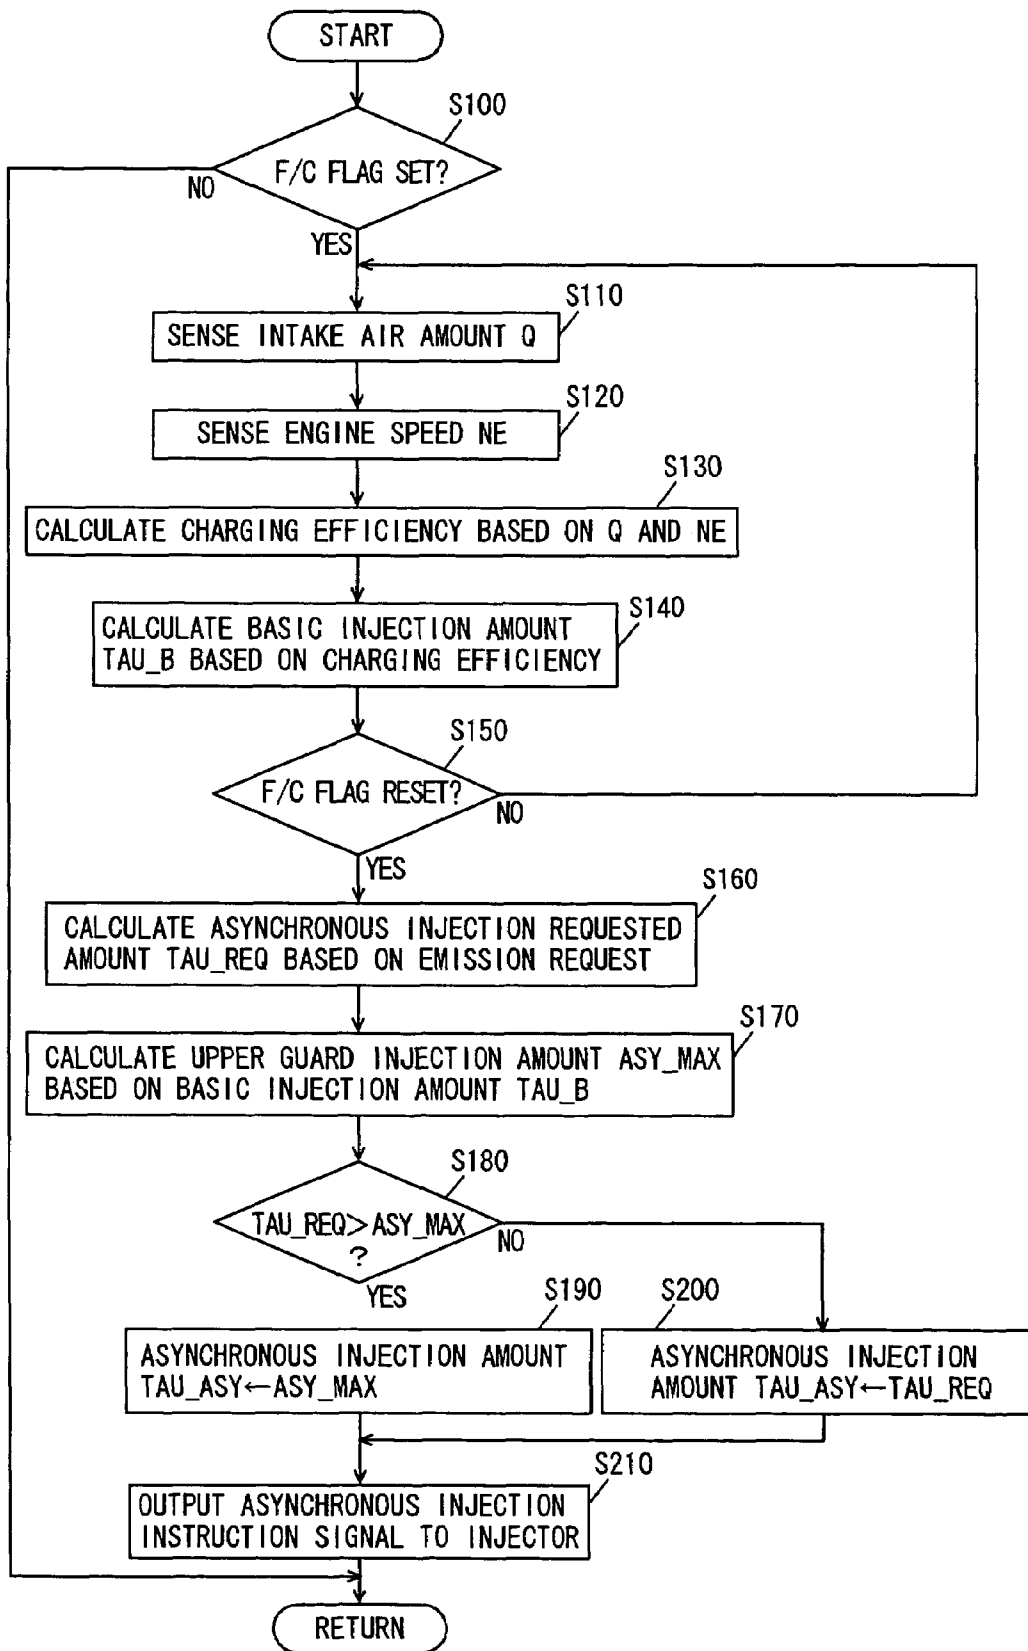 START
S100
F/C FLAG SET?
NO
YES
S110
SENSE INTAKE AIR AMOUNT Q
S120
SENSE ENGINE SPEED NE
S130
CALCULATE CHARGING EFFICIENCY BASED ON Q AND NE
S140
CALCULATE BASIC INJECTION AMOUNT
TAU_B BASED ON CHARGING EFFICIENCY
S150
F/C FLAG RESET?
NO
YES
S160
CALCULATE ASYNCHRONOUS INJECTION REQUESTED
AMOUNT TAU_REQ BASED ON EMISSION REQUEST
S170
CALCULATE UPPER GUARD INJECTION AMOUNT ASY_MAX
BASED ON BASIC INJECTION AMOUNT TAU_B
S180
TAU_REQ>ASY_MAX
?
NO
YES
S190
ASYNCHRONOUS INJECTION AMOUNT
TAU_ASY←ASY_MAX
S200
ASYNCHRONOUS INJECTION
AMOUNT TAU_ASY←TAU_REQ
S210
OUTPUT ASYNCHRONOUS INJECTION
INSTRUCTION SIGNAL TO INJECTOR
RETURN